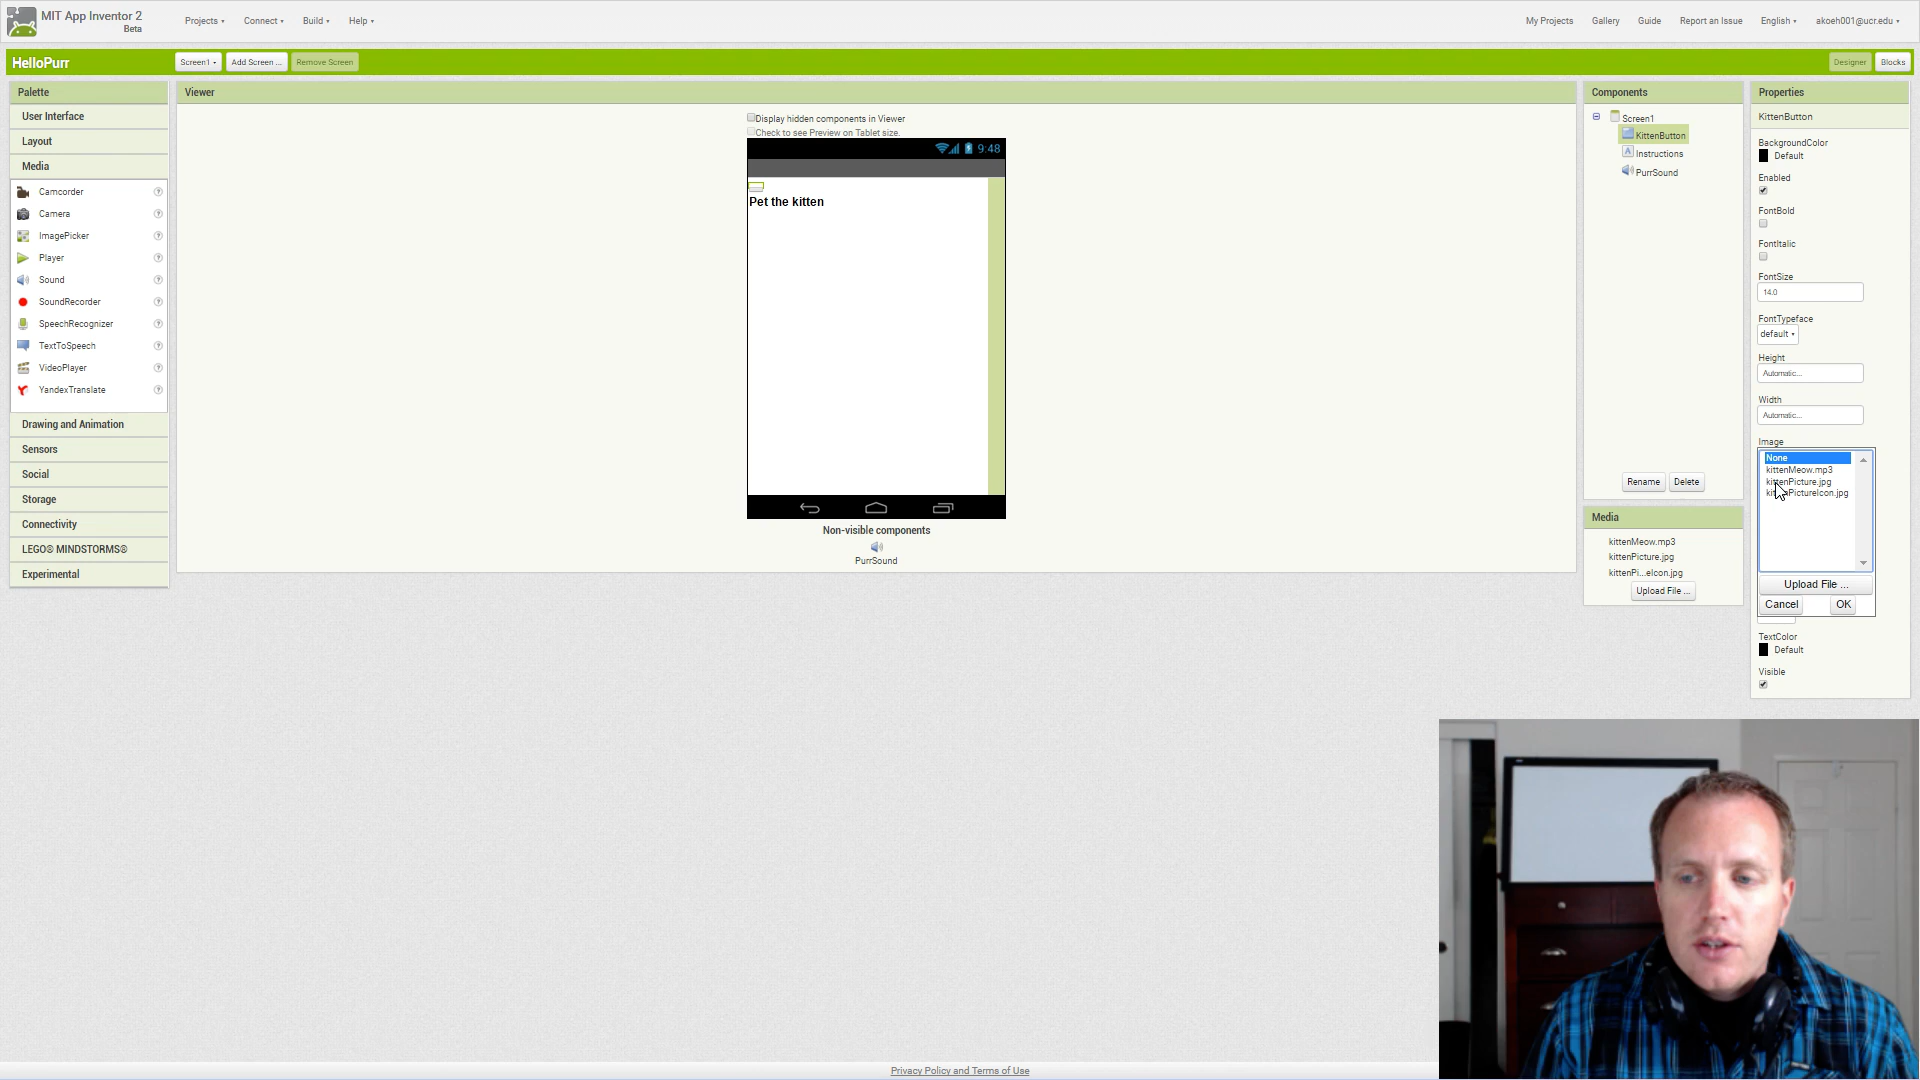 MIT App Inventor 2
Beta
Projects
Connect
Build
Help
My Projects
Gallery
Guide
Report an Issue
English
akoeh001@ucr.edu
HelloPurr
Screen1
Add Screen ...
Remove Screen
Designer
Blocks
Palette
User Interface
Layout
Media
Camcorder
Camera
ImagePicker
Player
Sound
SoundRecorder
SpeechRecognizer
TextToSpeech
VideoPlayer
YandexTranslate
Drawing and Animation
Sensors
Social
Storage
Connectivity
LEGO® MINDSTORMS®
Experimental
Viewer
Display hidden components in Viewer
Check to see Preview on Tablet size.
9:48
Pet the kitten
Non-visible components
PurrSound
Components
Screen1
KittenButton
Instructions
PurrSound
Rename
Delete
Media
kittenMeow.mp3
kittenPicture.jpg
kittenPi...eIcon.jpg
Upload File ...
Properties
KittenButton
BackgroundColor
Default
Enabled
FontBold
FontItalic
FontSize
14.0
FontTypeface
default
Height
Automatic...
Width
Automatic...
Image
None
kittenMeow.mp3
kittenPicture.jpg
kittenPictureIcon.jpg
Upload File ...
Cancel
OK
TextColor
Default
Visible
Privacy Policy and Terms of Use